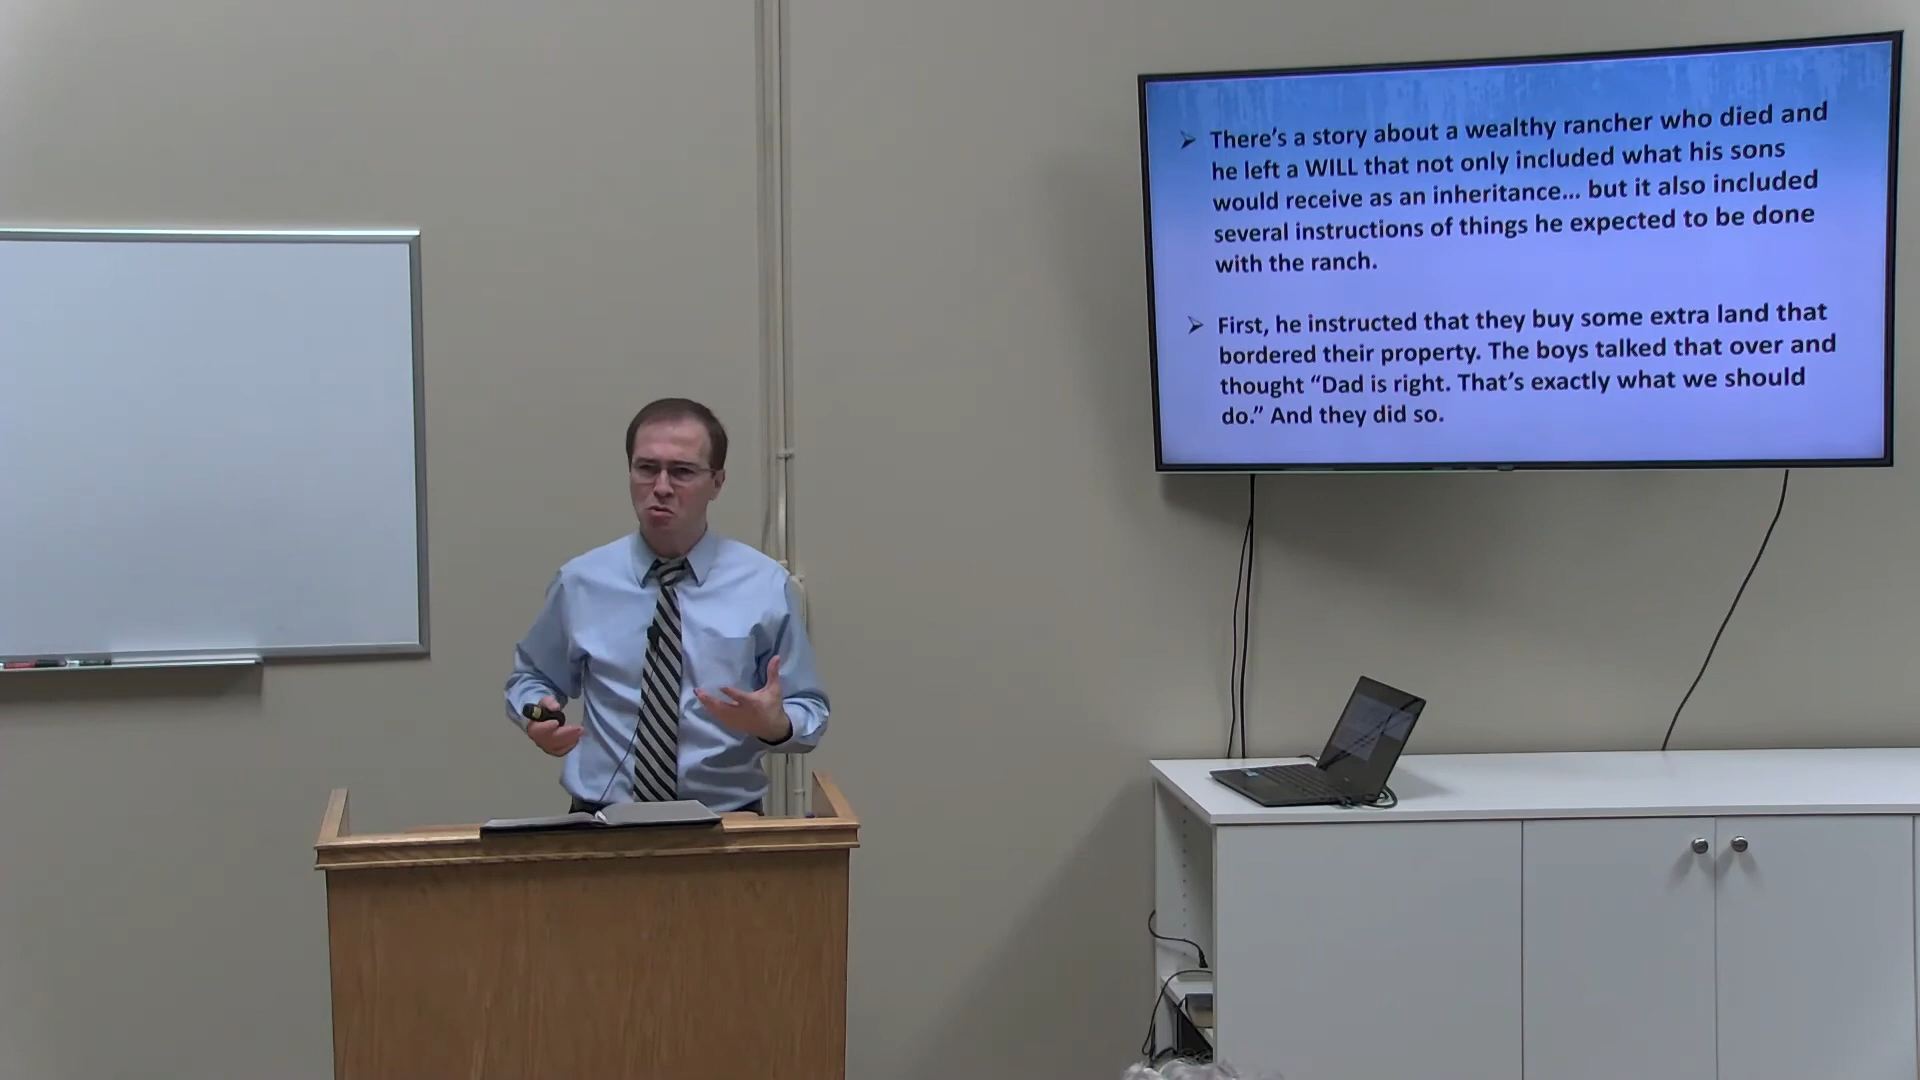 There's a story about a wealthy rancher who died and
he left a WILL that not only included what his sons
would receive as an inheritance... but it also included
several instructions of things he expected to be done
with the ranch.
First, he instructed that they buy some extra land that
bordered their property. The boys talked that over and
thought “Dad is right. That’s exactly what we should
do.” And they did so.